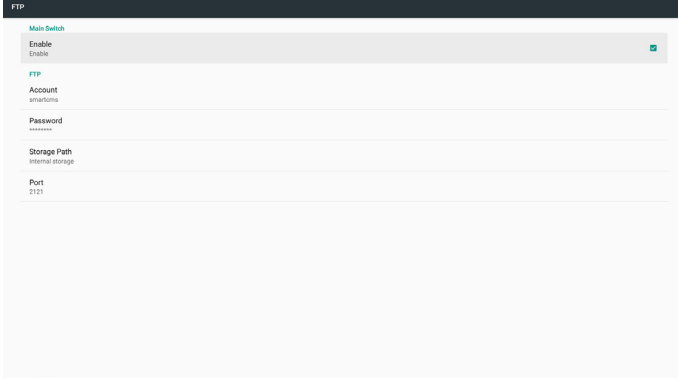 FTP
Main Switch
Enable
Enable
FTP
Account
smartcms
Password
********
Storage Path
Internal storage
Port
2121